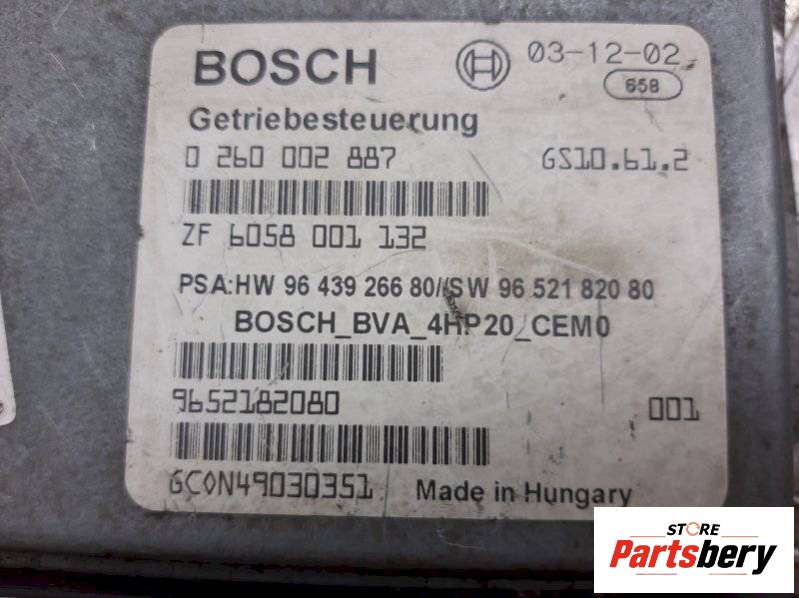 BOSCH 03-12-02
658
Getriebesteuerung
0 260 002 887 GS10.61.2
ZF 6058 001 132
PSA:HW 96 439 266 80//SW 96 521 820 80
BOSCH_BVA_4HP20_CEM0
9652182080 001
GC0N49030351 Made in Hungary
STORE
Partsbery